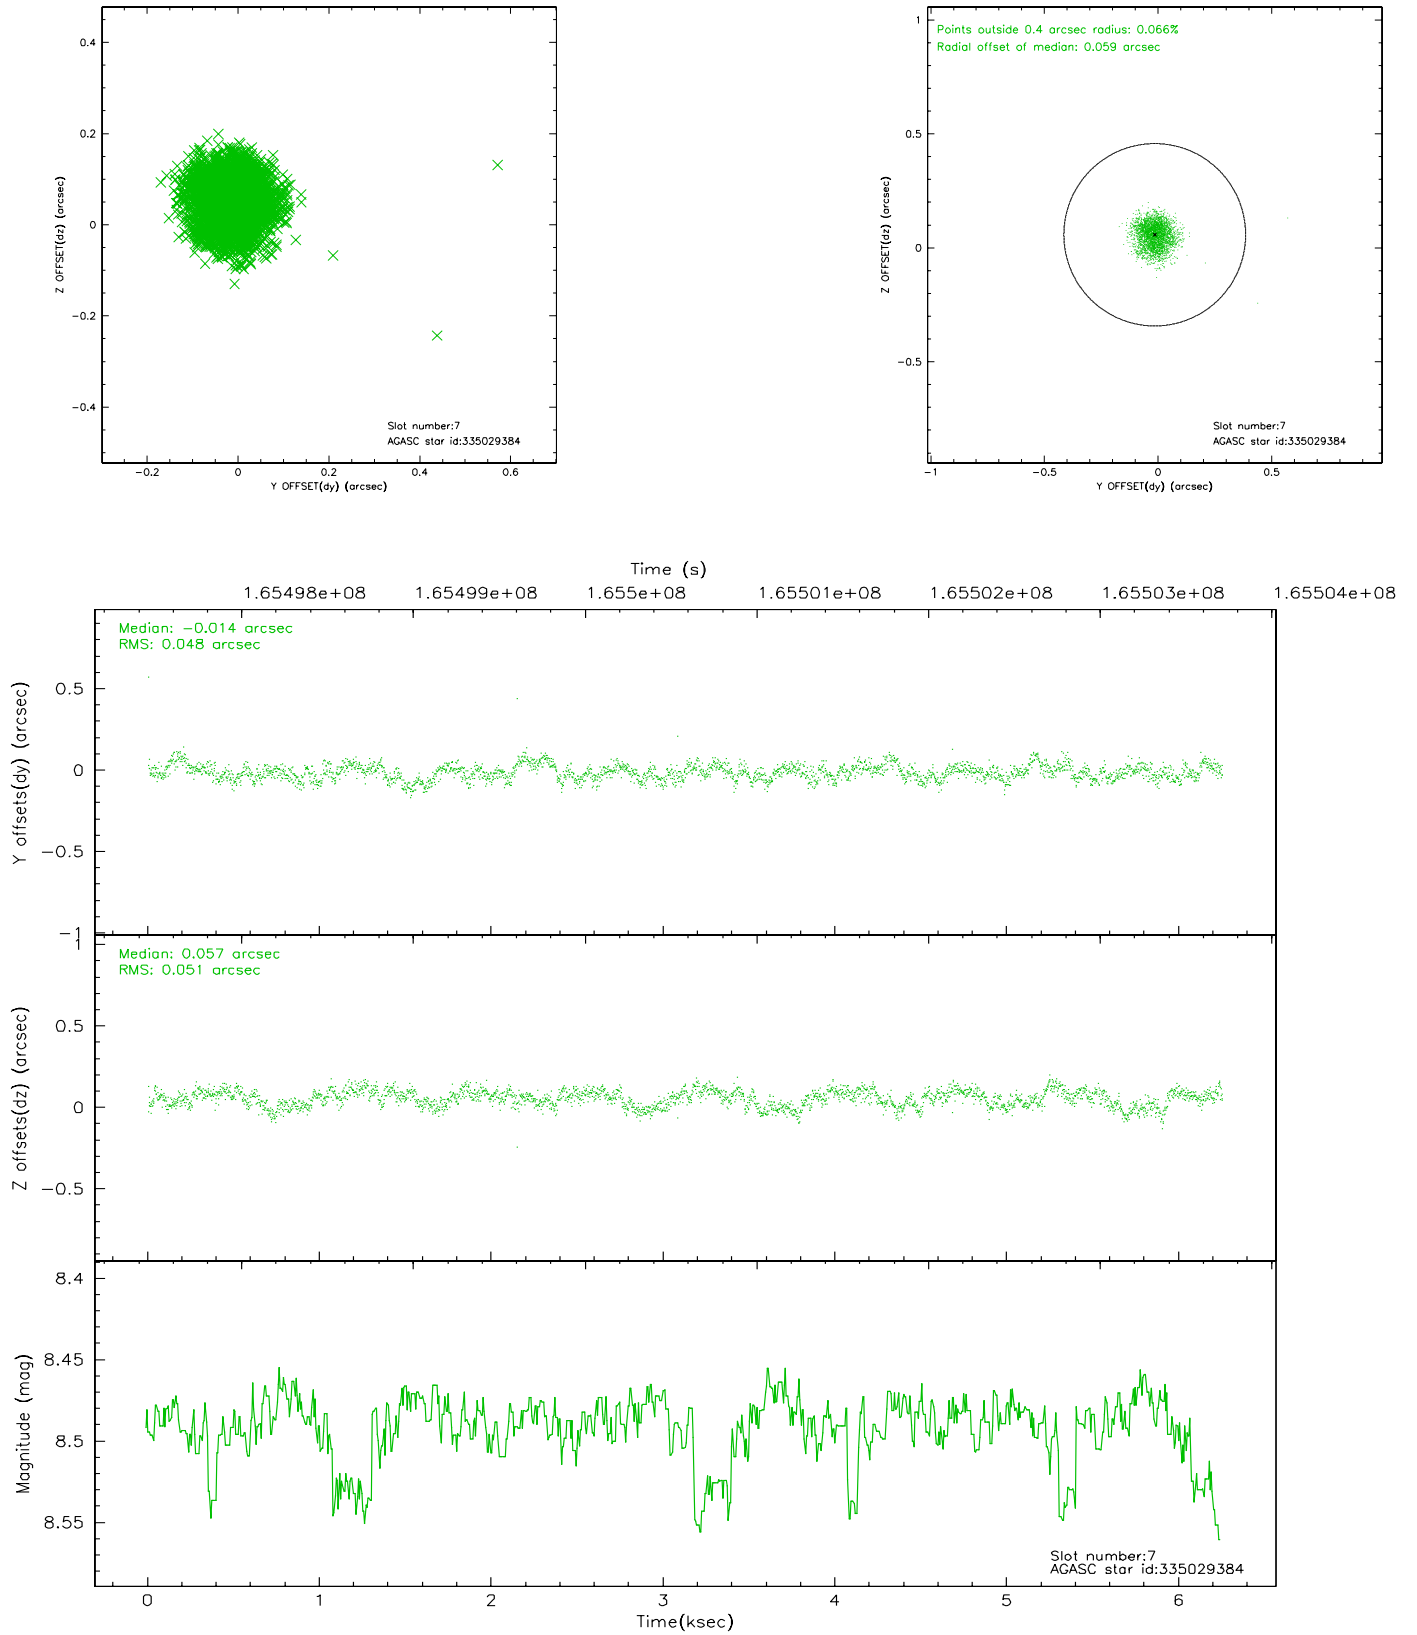 0.4
0.2
0
−0.2
−0.4
Z OFFSET(dz) (arcsec)
Slot number:7
AGASC star id:335029384
−0.2 0 0.2 0.4 0.6
Y OFFSET(dy) (arcsec)
Points outside 0.4 arcsec radius: 0.066%
Radial offset of median: 0.059 arcsec
1
0.5
0
−0.5
Z OFFSET(dz) (arcsec)
Slot number:7
AGASC star id:335029384
−1 −0.5 0 0.5
Y OFFSET(dy) (arcsec)
Time (s)
1.65498e+08 1.65499e+08 1.655e+08 1.65501e+08 1.65502e+08 1.65503e+08 1.65504e+08
Median: −0.014 arcsec
RMS: 0.048 arcsec
0.5
0
−0.5
−1
Y offsets(dy) (arcsec)
Median: 0.057 arcsec
RMS: 0.051 arcsec
1
0.5
0
−0.5
Z offsets(dz) (arcsec)
8.4
8.45
8.5
8.55
Magnitude (mag)
Slot number:7
AGASC star id:335029384
0 1 2 3 4 5 6
Time(ksec)